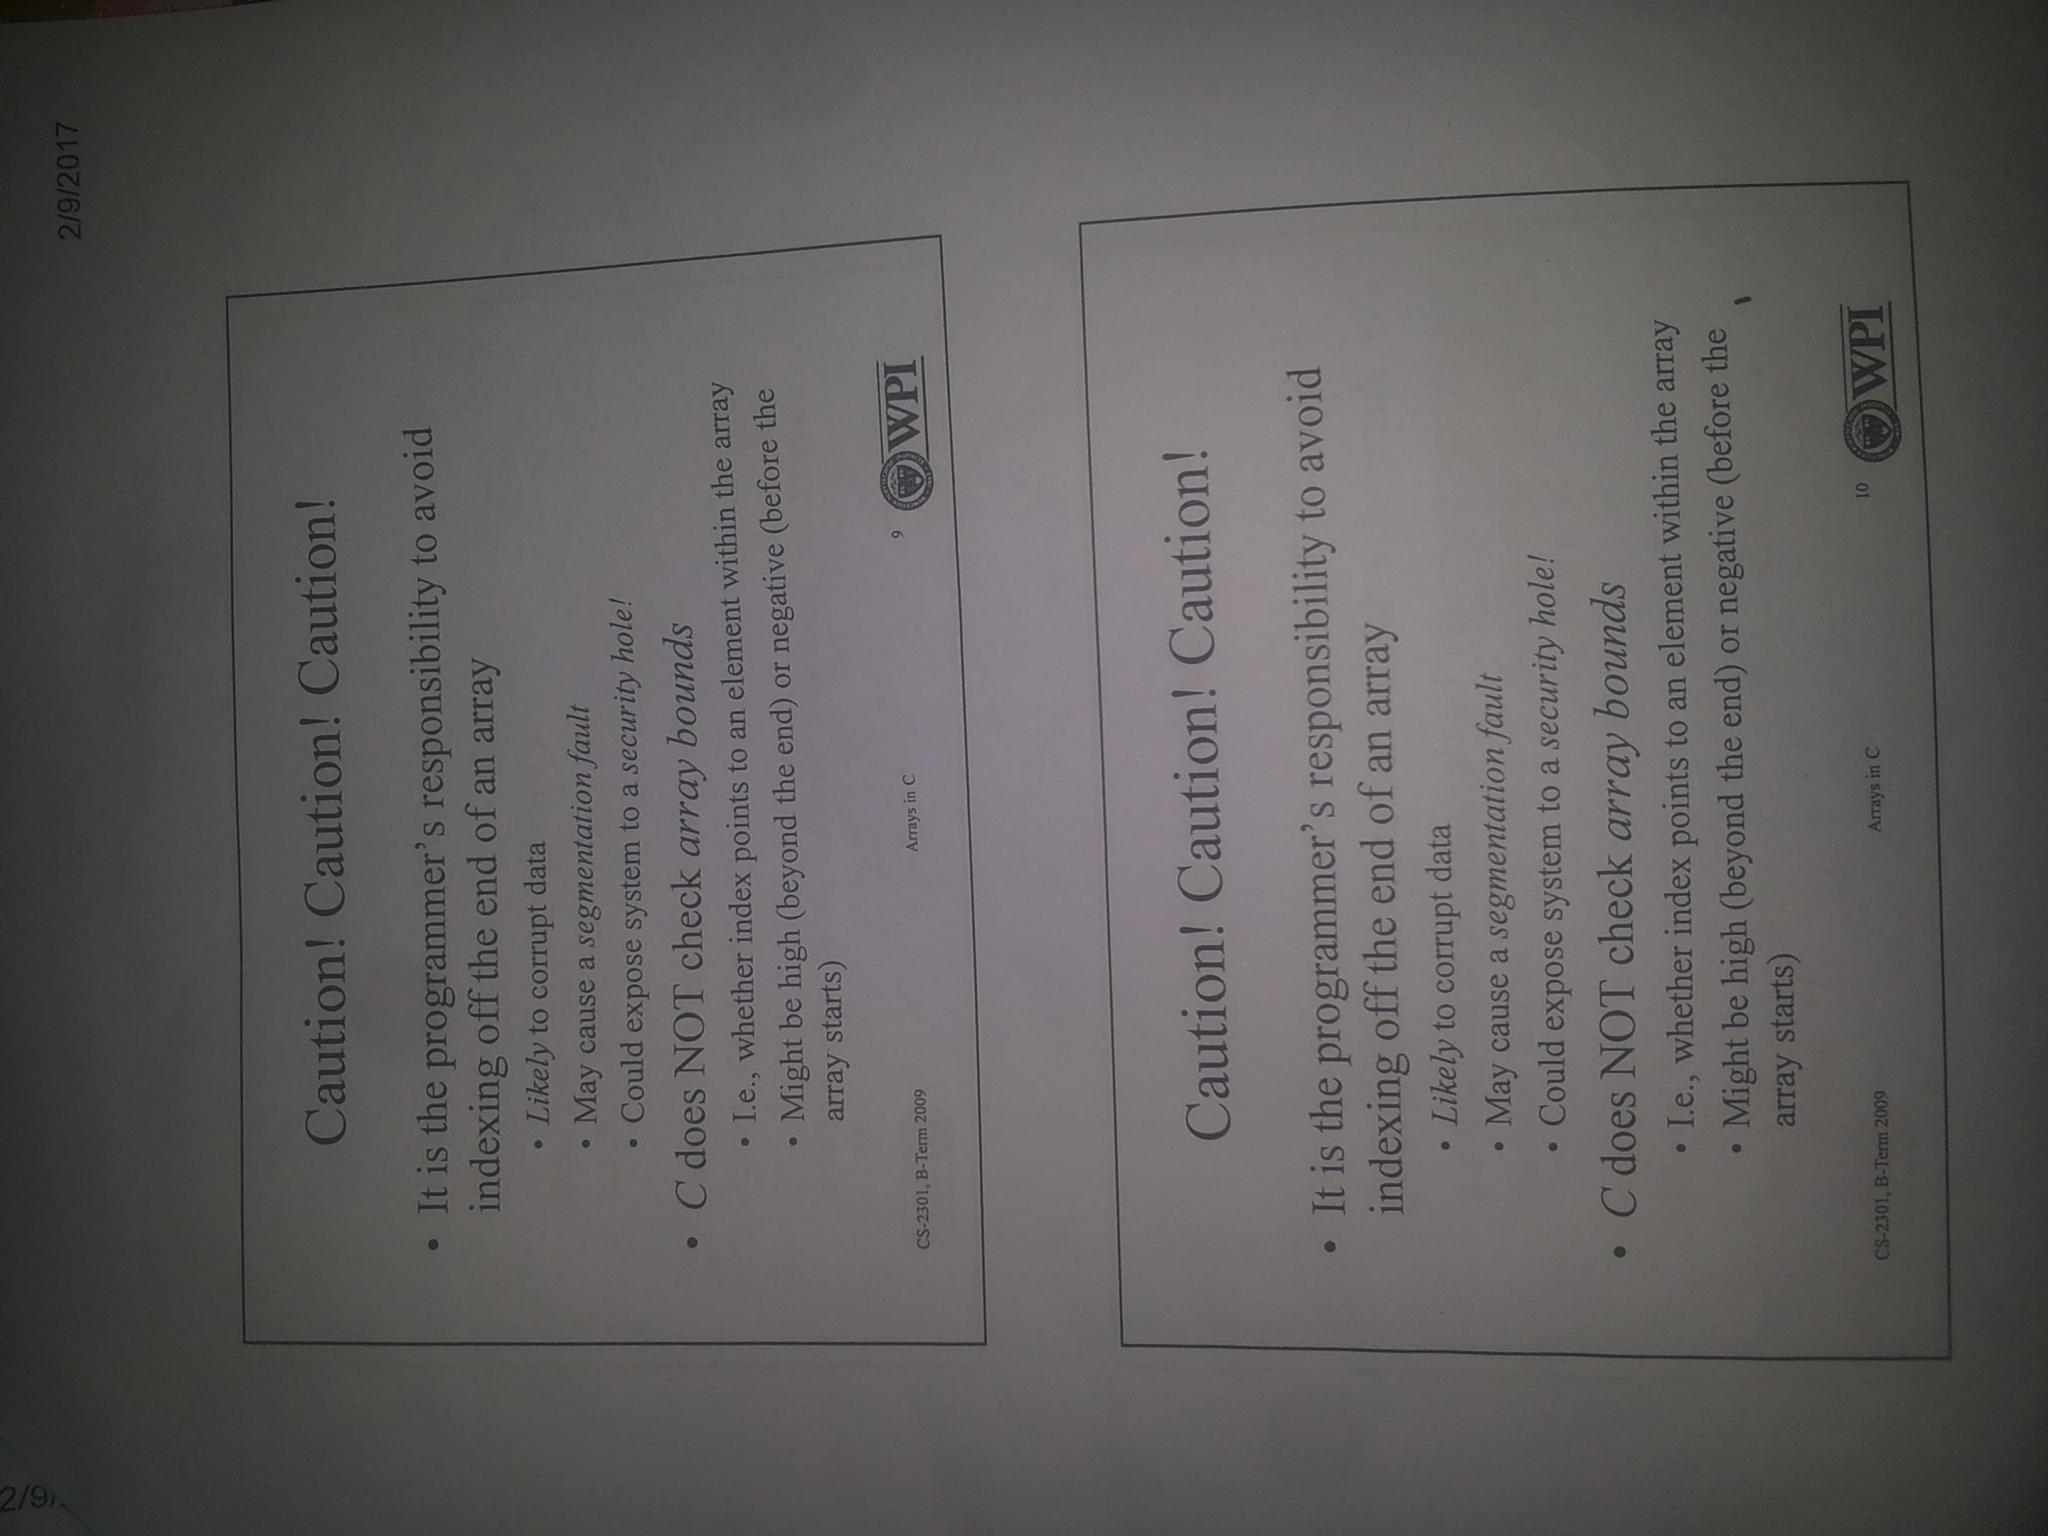 2/9/
2/9/2017
Caution! Caution! Caution!
• It is the programmer's responsibility to avoid
indexing off the end of an array
• Likely to corrupt data
• May cause a segmentation fault
• Could expose system to a security hole!
• C does NOT check array bounds
• I.e., whether index points to an element within the array
• Might be high (beyond the end) or negative (before the
array starts)
CS-2301, B-Term 2009 Arrays in C 9 WPI
Caution! Caution! Caution!
• It is the programmer's responsibility to avoid
indexing off the end of an array
• Likely to corrupt data
• May cause a segmentation fault
• Could expose system to a security hole!
• C does NOT check array bounds
• I.e., whether index points to an element within the array
• Might be high (beyond the end) or negative (before the
array starts)
CS-2301, B-Term 2009 Arrays in C 10 WPI